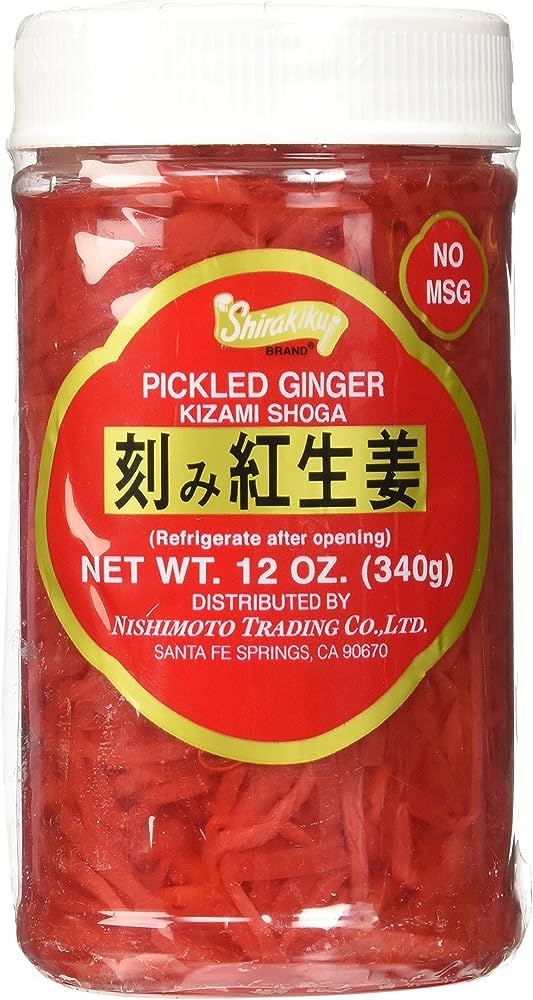 NO
MSG
Shirakiku
BRAND®
PICKLED GINGER
KIZAMI SHOGA
刻み紅生姜
(Refrigerate after opening)
NET WT. 12 OZ. (340g)
DISTRIBUTED BY
NISHIMOTO TRADING CO.,LTD.
SANTA FE SPRINGS, CA 90670